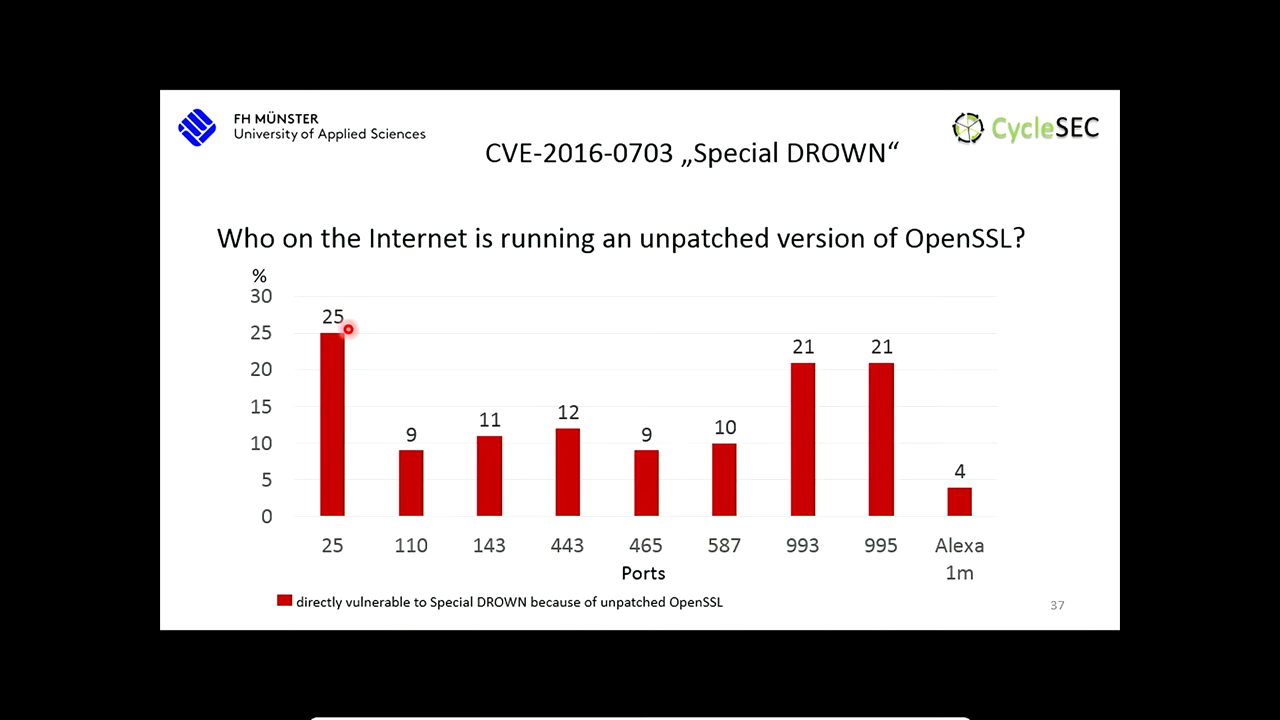 FH MÜNSTER
University of Applied Sciences
CycleSEC
CVE-2016-0703 „Special DROWN“
Who on the Internet is running an unpatched version of OpenSSL?
%
30
25
20
15
10
5
0
25
9
11
12
9
10
21
21
4
25
110
143
443
465
587
993
995
Alexa
1m
Ports
directly vulnerable to Special DROWN because of unpatched OpenSSL
37